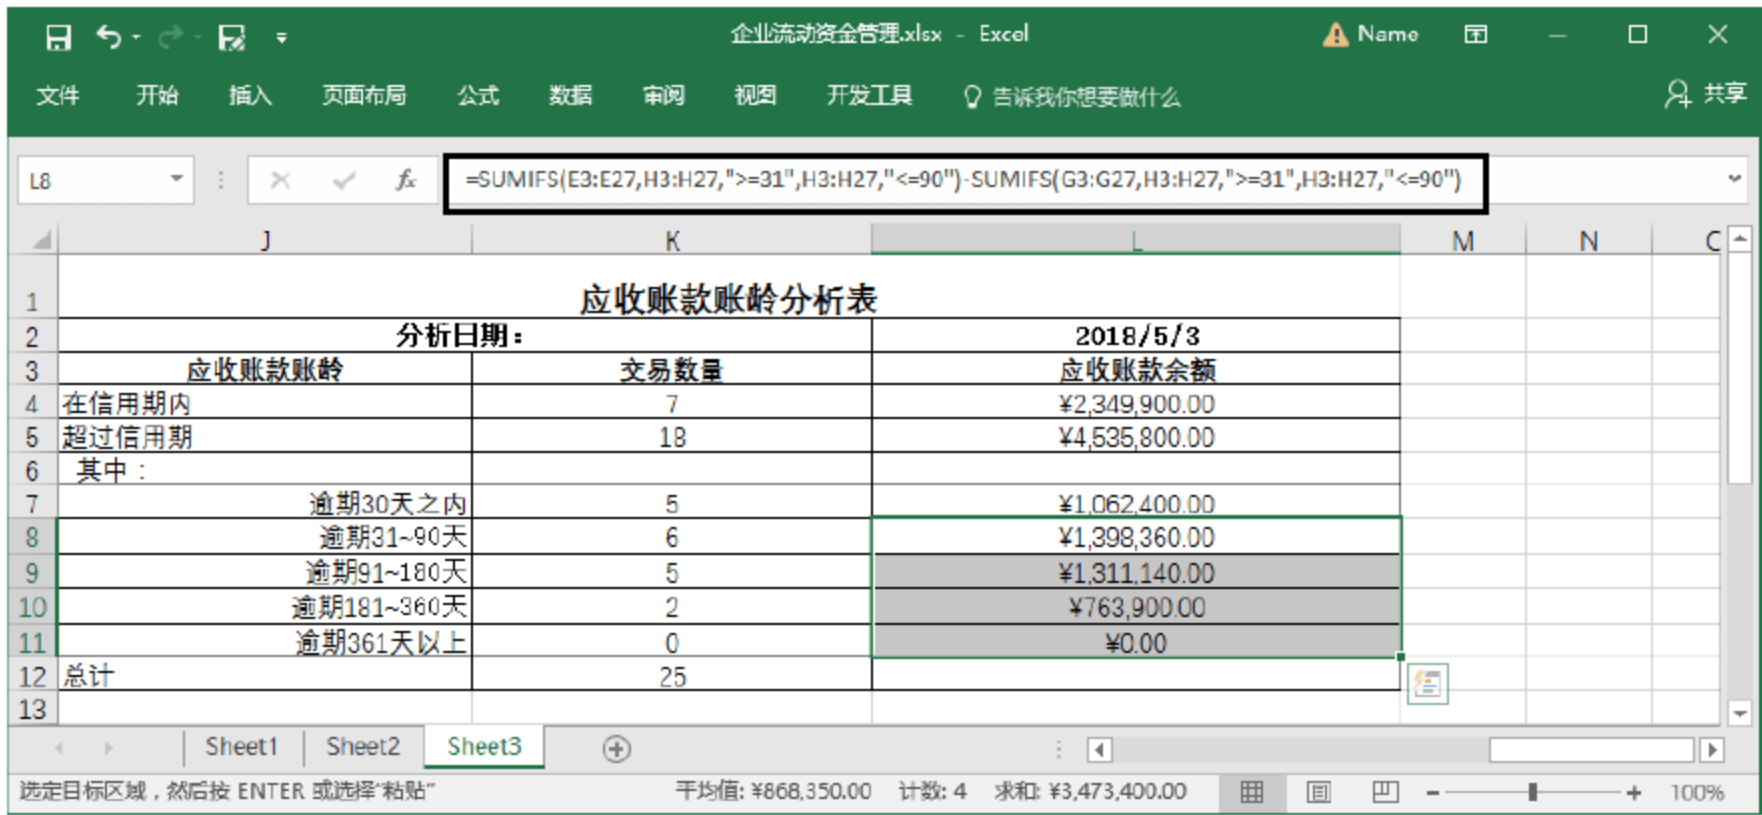 企业流动资金管理.xlsx - Excel
Name
文件 开始 插入 页面布局 公式 数据 审阅 视图 开发工具 告诉我你想要做什么 共享
L8 fx =SUMIFS(E3:E27,H3:H27,">=31",H3:H27,"<=90")-SUMIFS(G3:G27,H3:H27,">=31",H3:H27,"<=90")
J K L M N
1 应收账款账龄分析表
2 分析日期： 2018/5/3
3 应收账款账龄 交易数量 应收账款余额
4 在信用期内 7 ¥2,349,900.00
5 超过信用期 18 ¥4,535,800.00
6 其中：
7 逾期30天之内 5 ¥1,062,400.00
8 逾期31~90天 6 ¥1,398,360.00
9 逾期91~180天 5 ¥1,311,140.00
10 逾期181~360天 2 ¥763,900.00
11 逾期361天以上 0 ¥0.00
12 总计 25
13
Sheet1 Sheet2 Sheet3
选定目标区域，然后按 ENTER 或选择"粘贴" 平均值: ¥868,350.00 计数: 4 求和: ¥3,473,400.00 100%